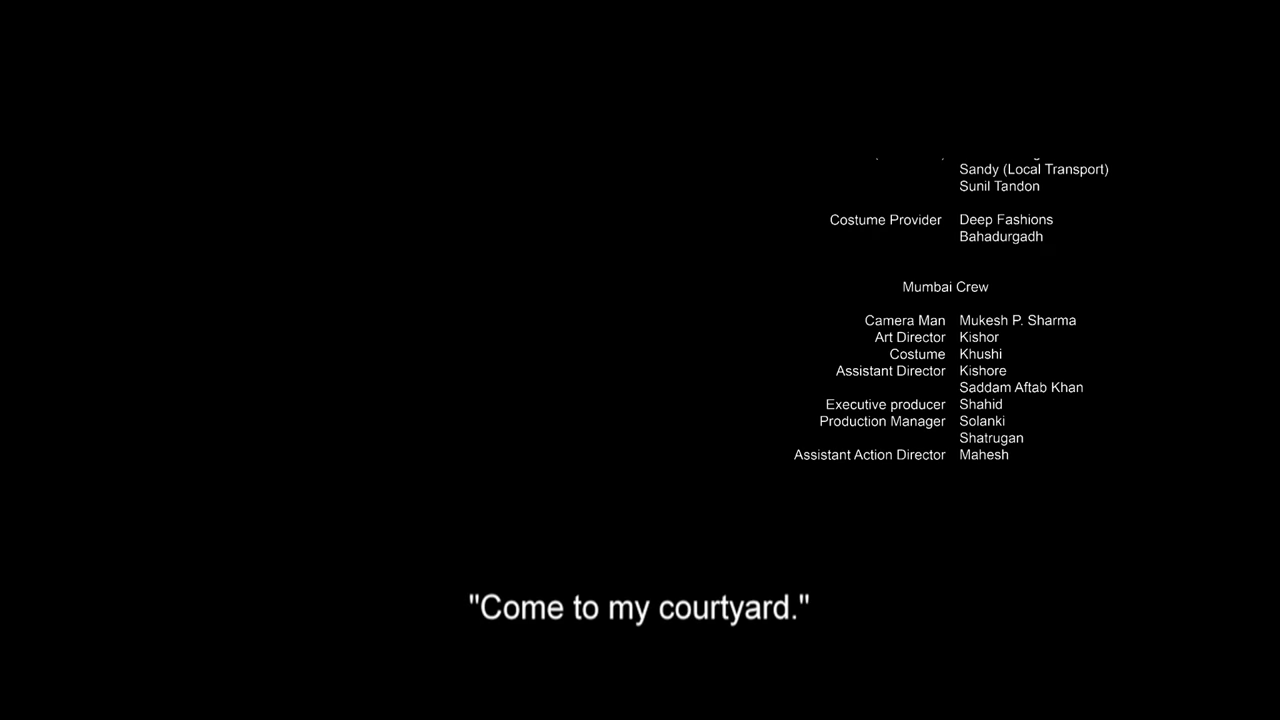 Sandy (Local Transport)
Sunil Tandon
Costume Provider Deep Fashions
Bahadurgadh
Mumbai Crew
Camera Man Mukesh P. Sharma
Art Director Kishor
Costume Khushi
Assistant Director Kishore
Saddam Aftab Khan
Executive producer Shahid
Production Manager Solanki
Shatrugan
Assistant Action Director Mahesh
"Come to my courtyard."